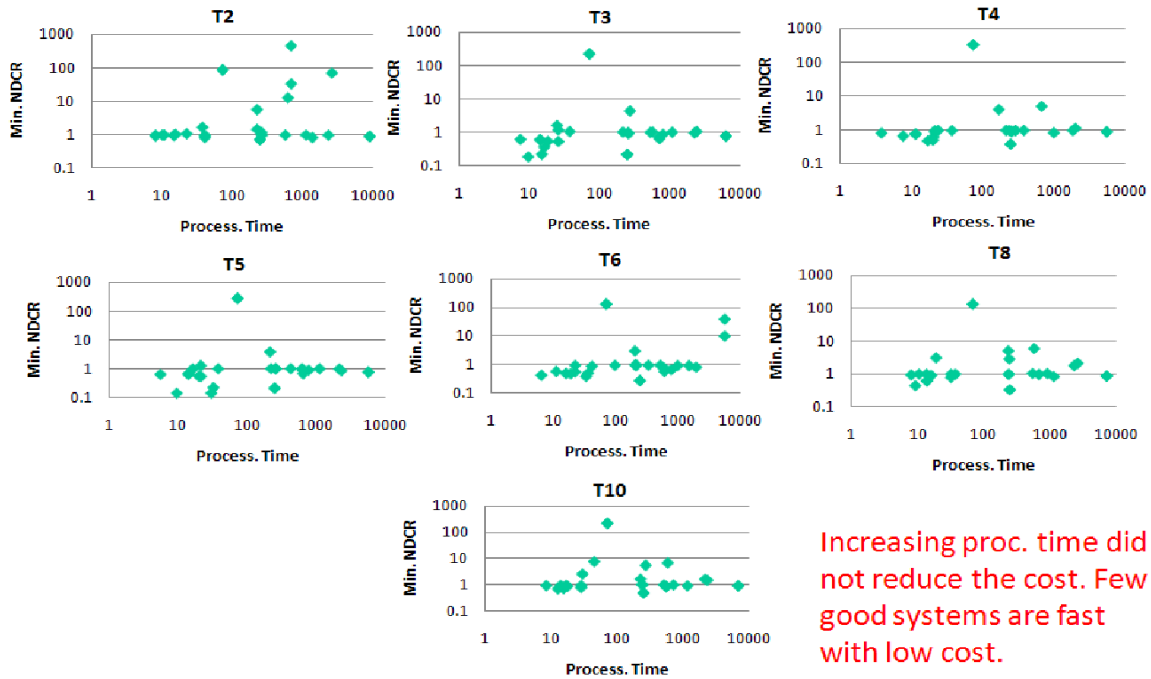 T2
1000
100
10
1
0.1
Min. NDCR
1 10 100 1000 10000
Process. Time
T3
1000
100
10
1
0.1
Min. NDCR
1 10 100 1000 10000
Process. Time
T4
1000
100
10
1
0.1
Min. NDCR
1 10 100 1000 10000
Process. Time
T5
1000
100
10
1
0.1
Min. NDCR
1 10 100 1000 10000
Process. Time
T6
1000
100
10
1
0.1
Min. NDCR
1 10 100 1000 10000
Process. Time
T8
1000
100
10
1
0.1
Min. NDCR
1 10 100 1000 10000
Process. Time
T10
1000
100
10
1
0.1
Min. NDCR
1 10 100 1000 10000
Process. Time
Increasing proc. time did
not reduce the cost. Few
good systems are fast
with low cost.